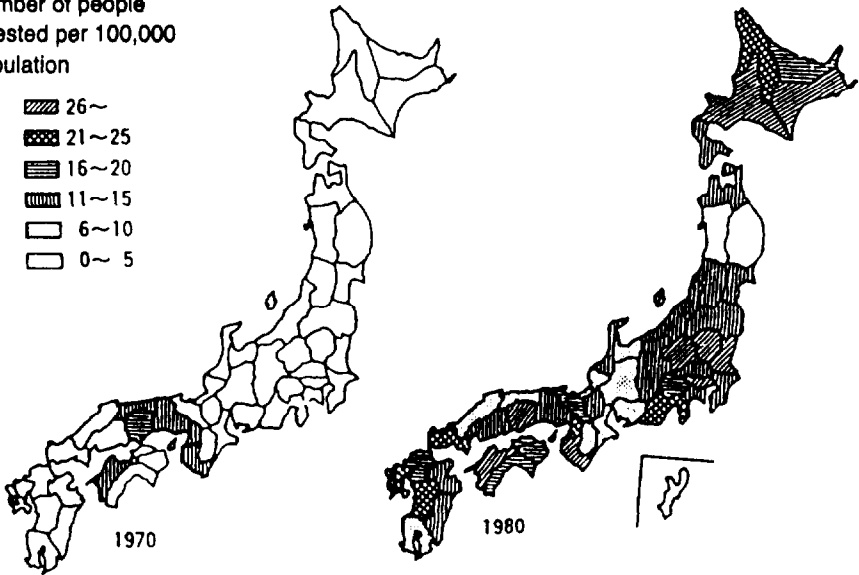 mber of people
ested per 100,000
pulation
26~
21~25
16~20
11~15
6~10
0~ 5
1970
1980